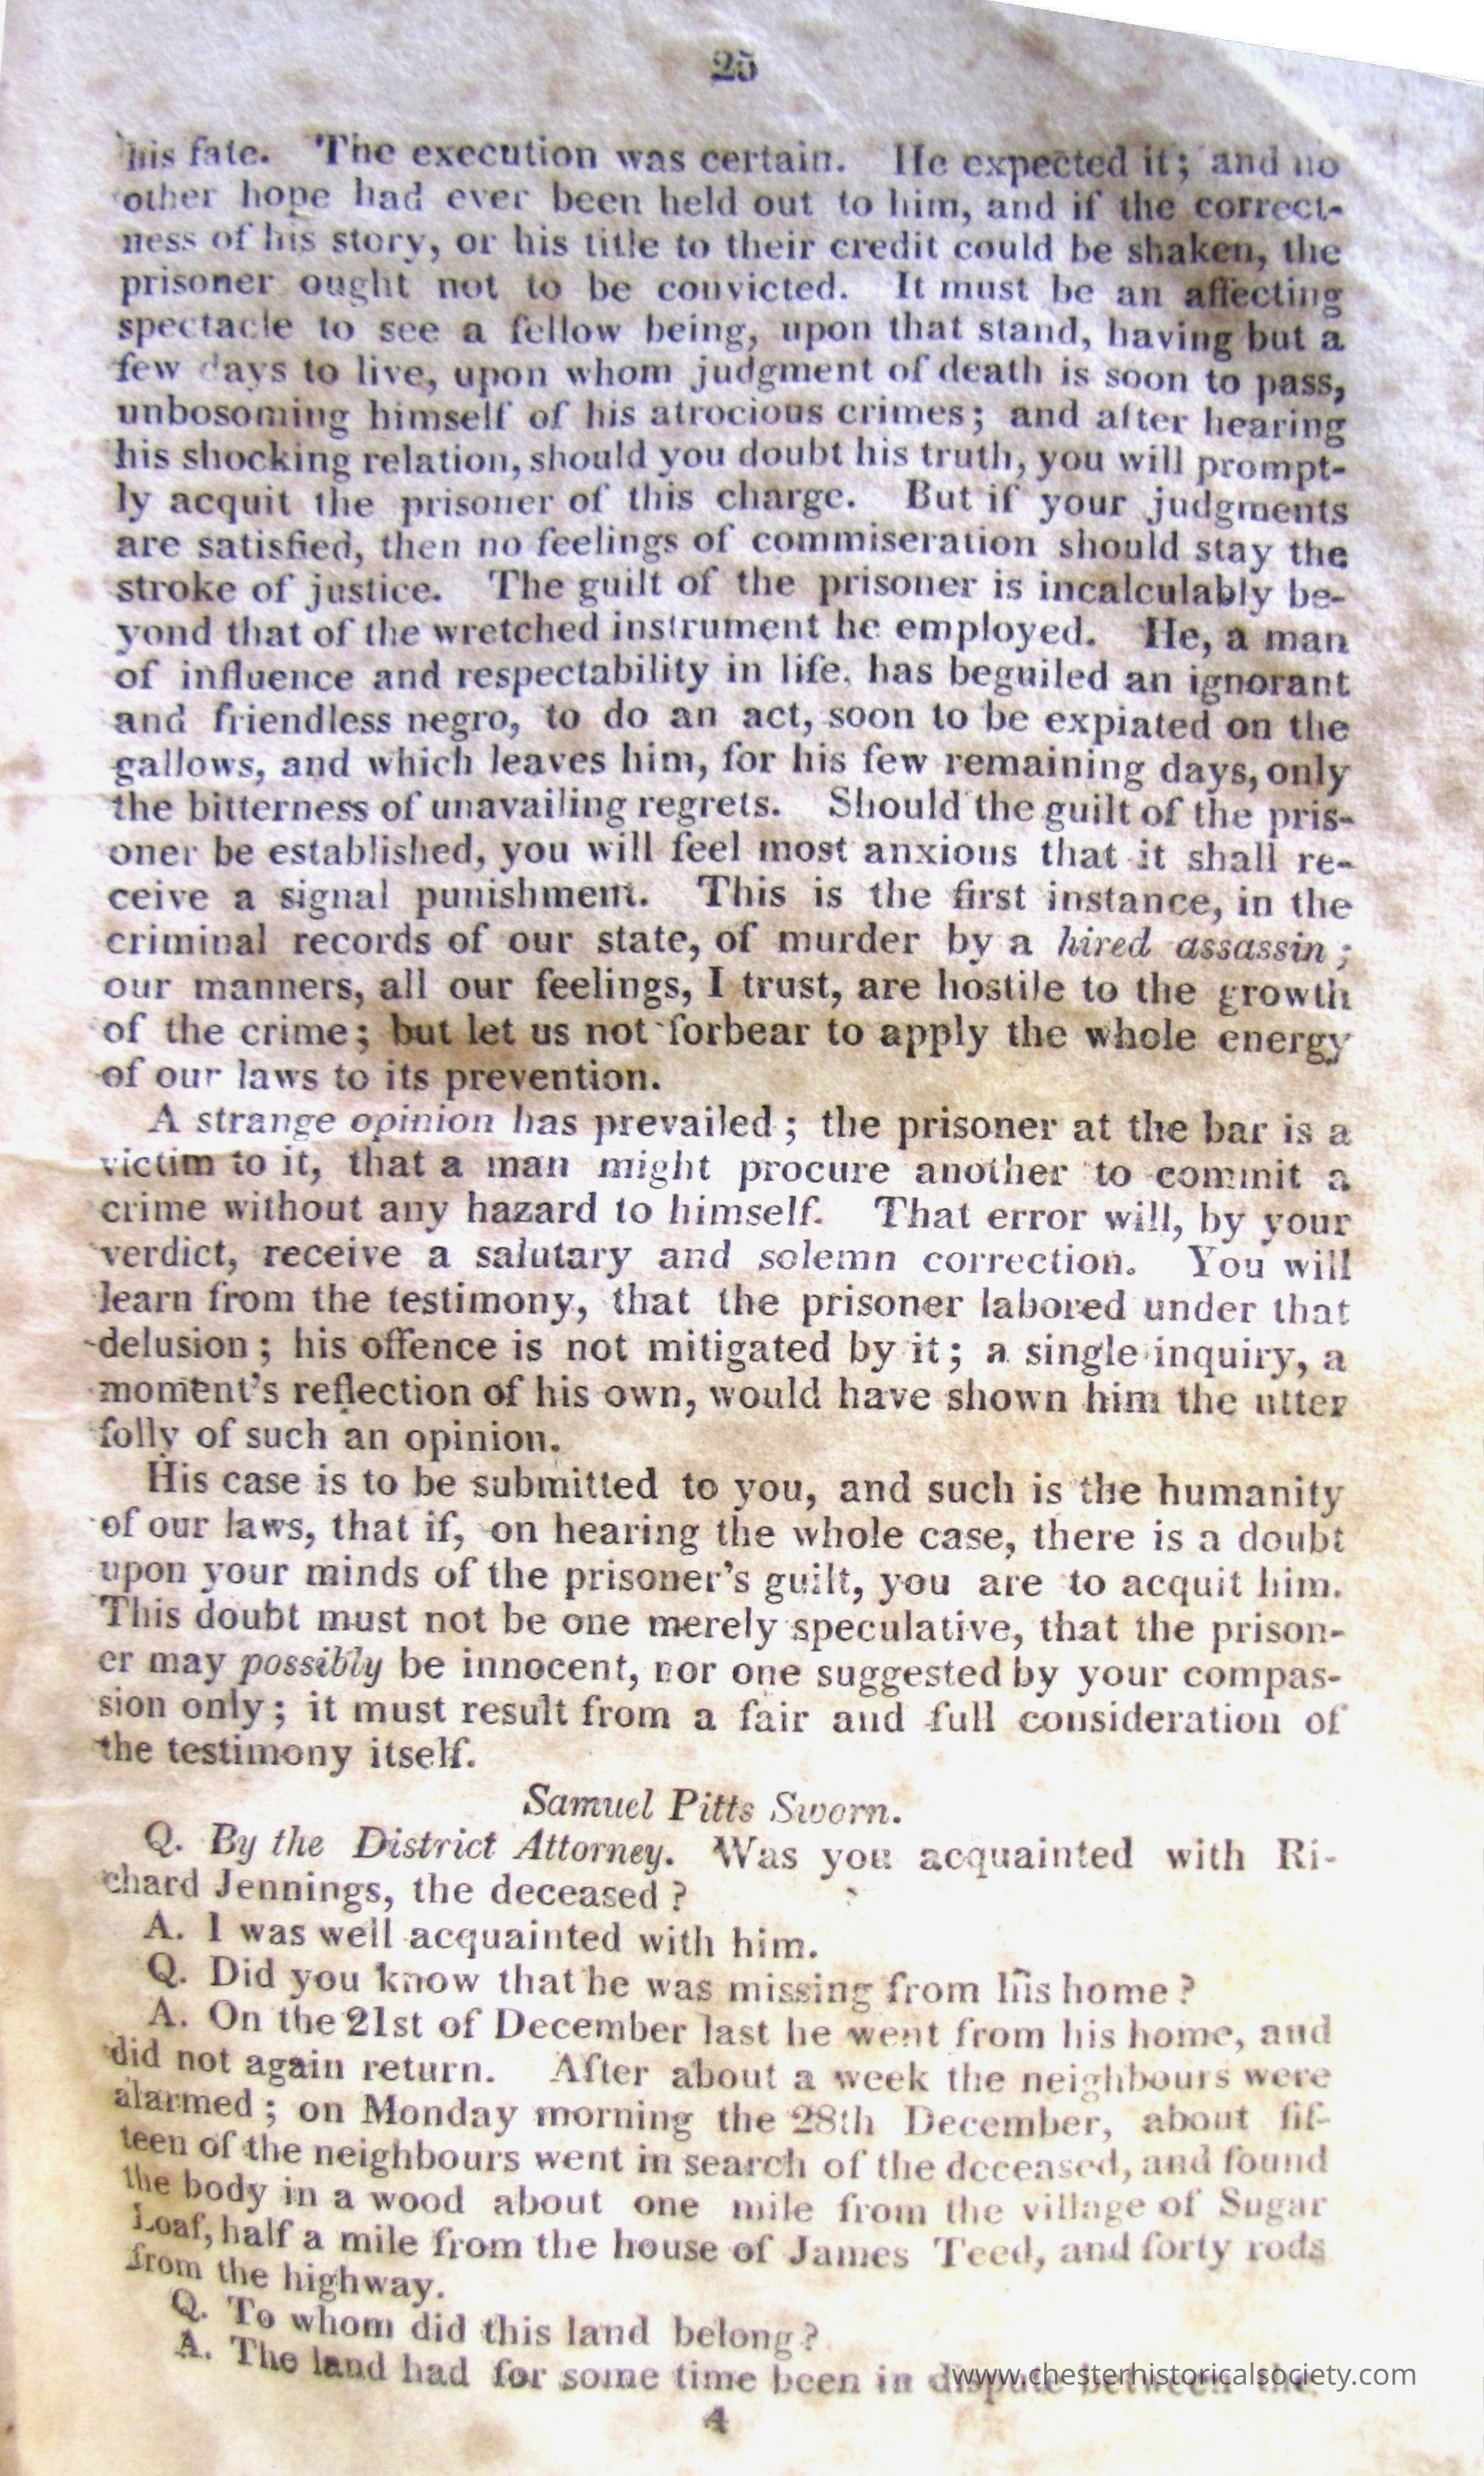 25
his fate. The execution was certain. He expected it; and no
other hope had ever been held out to him, and if the correct-
ness of his story, or his title to their credit could be shaken, the
prisoner ought not to be convicted. It must be an affecting
spectacle to see a fellow being, upon that stand, having but a
few days to live, upon whom judgment of death is soon to pass,
unbosoming himself of his atrocious crimes; and after hearing
his shocking relation, should you doubt his truth, you will prompt-
ly acquit the prisoner of this charge. But if your judgments
are satisfied, then no feelings of commiseration should stay the
stroke of justice. The guilt of the prisoner is incalculably be-
yond that of the wretched instrument he employed. He, a man
of influence and respectability in life, has beguiled an ignorant
and friendless negro, to do an act, soon to be expiated on the
gallows, and which leaves him, for his few remaining days, only
the bitterness of unavailing regrets. Should the guilt of the pris-
oner be established, you will feel most anxious that it shall re-
ceive a signal punishment. This is the first instance, in the
criminal records of our state, of murder by a hired assassin;
our manners, all our feelings, I trust, are hostile to the growth
of the crime; but let us not forbear to apply the whole energy
of our laws to its prevention.
A strange opinion has prevailed; the prisoner at the bar is a
victim to it, that a man might procure another to commit a
crime without any hazard to himself. That error will, by your
verdict, receive a salutary and solemn correction. You will
learn from the testimony, that the prisoner labored under that
delusion; his offence is not mitigated by it; a single inquiry, a
moment's reflection of his own, would have shown him the utter
folly of such an opinion.
His case is to be submitted to you, and such is the humanity
of our laws, that if, on hearing the whole case, there is a doubt
upon your minds of the prisoner's guilt, you are to acquit him.
This doubt must not be one merely speculative, that the prison-
er may possibly be innocent, nor one suggested by your compas-
sion only; it must result from a fair and full consideration of
the testimony itself.
Samuel Pitts Sworn.
Q. By the District Attorney. Was you acquainted with Ri-
chard Jennings, the deceased?
A. I was well acquainted with him.
Q. Did you know that he was missing from his home?
A. On the 21st of December last he went from his home, and
did not again return. After about a week the neighbours were
alarmed; on Monday morning the 28th December, about fif-
teen of the neighbours went in search of the deceased, and found
the body in a wood about one mile from the village of Sugar
Loaf, half a mile from the house of James Teed, and forty rods
from the highway.
Q. To whom did this land belong?
A. The land had for some time been in dispute between the
www.chesterhistoricalsociety.com
4